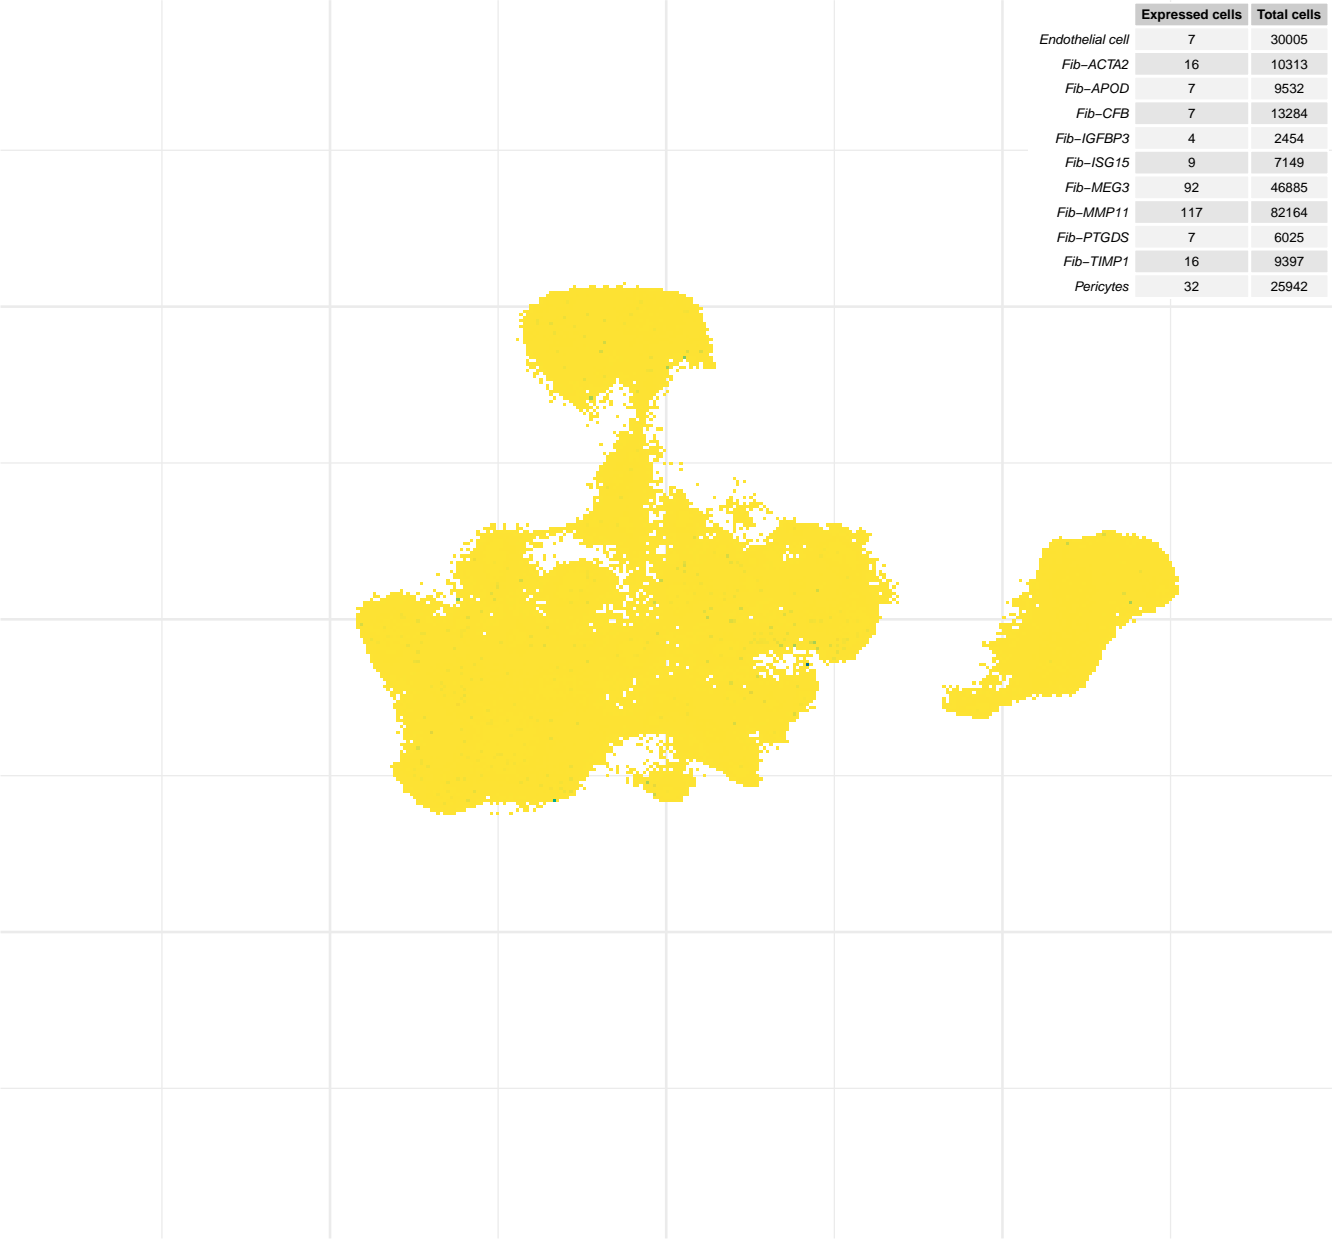 Expressed cells Total cells
Endothelial cell 7 30005
Fib−ACTA2 16 10313
Fib−APOD 7 9532
Fib−CFB 7 13284
Fib−IGFBP3 4 2454
Fib−ISG15 9 7149
Fib−MEG3 92 46885
Fib−MMP11 117 82164
Fib−PTGDS 7 6025
Fib−TIMP1 16 9397
Pericytes 32 25942